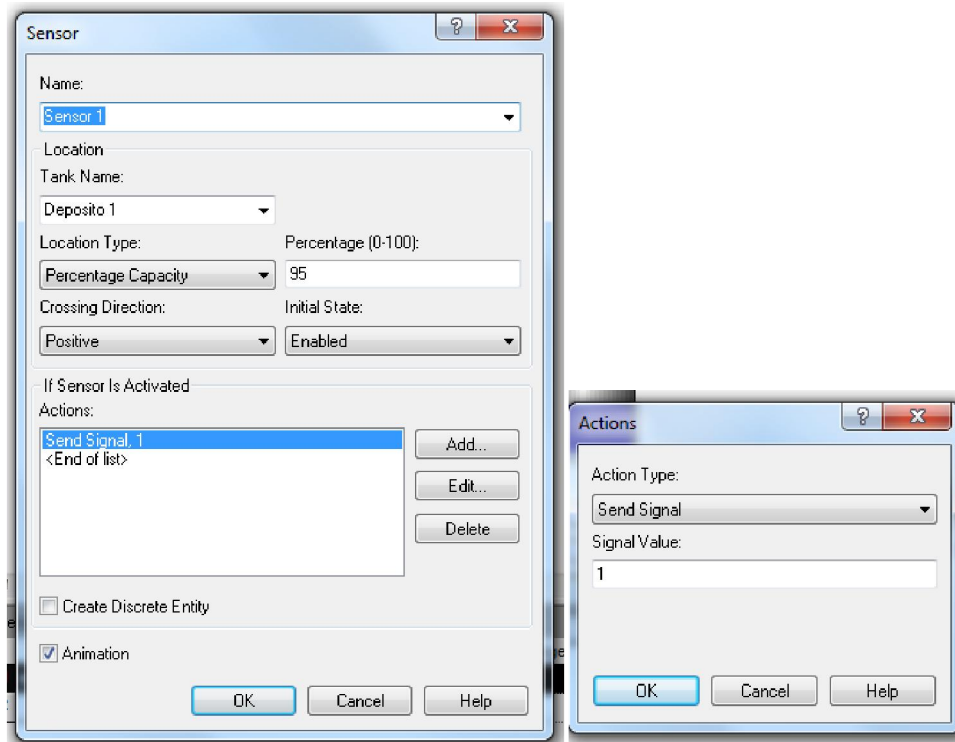 Sensor
Name:
Sensor 1
Location
Tank Name:
Deposito 1
Location Type: Percentage (0-100):
Percentage Capacity 95
Crossing Direction: Initial State:
Positive Enabled
If Sensor Is Activated
Actions:
Send Signal, 1
<End of list>
Add...
Edit...
Delete
Create Discrete Entity
Animation
OK Cancel Help
Actions
Action Type:
Send Signal
Signal Value:
1
OK Cancel Help